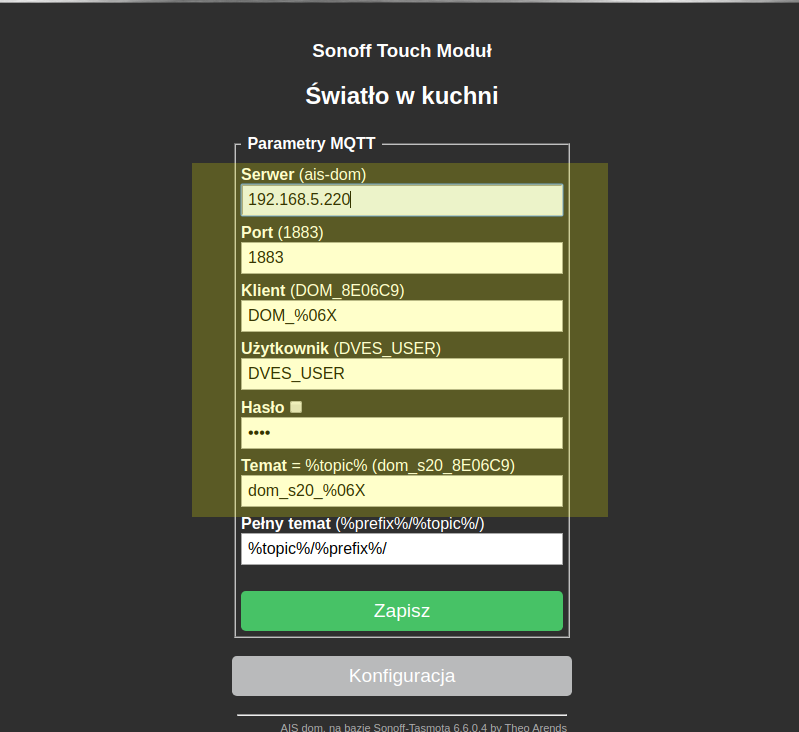 Sonoff Touch Moduł
Światło w kuchni
Parametry MQTT
Serwer (ais-dom)
192.168.5.220
Port (1883)
1883
Klient (DOM_8E06C9)
DOM_%06X
Użytkownik (DVES_USER)
DVES_USER
Hasło
••••
Temat = %topic% (dom_s20_8E06C9)
dom_s20_%06X
Pełny temat (%prefix%/%topic%/)
%topic%/%prefix%/
Zapisz
Konfiguracja
AIS dom, na bazie Sonoff-Tasmota 6.6.0.4 by Theo Arends